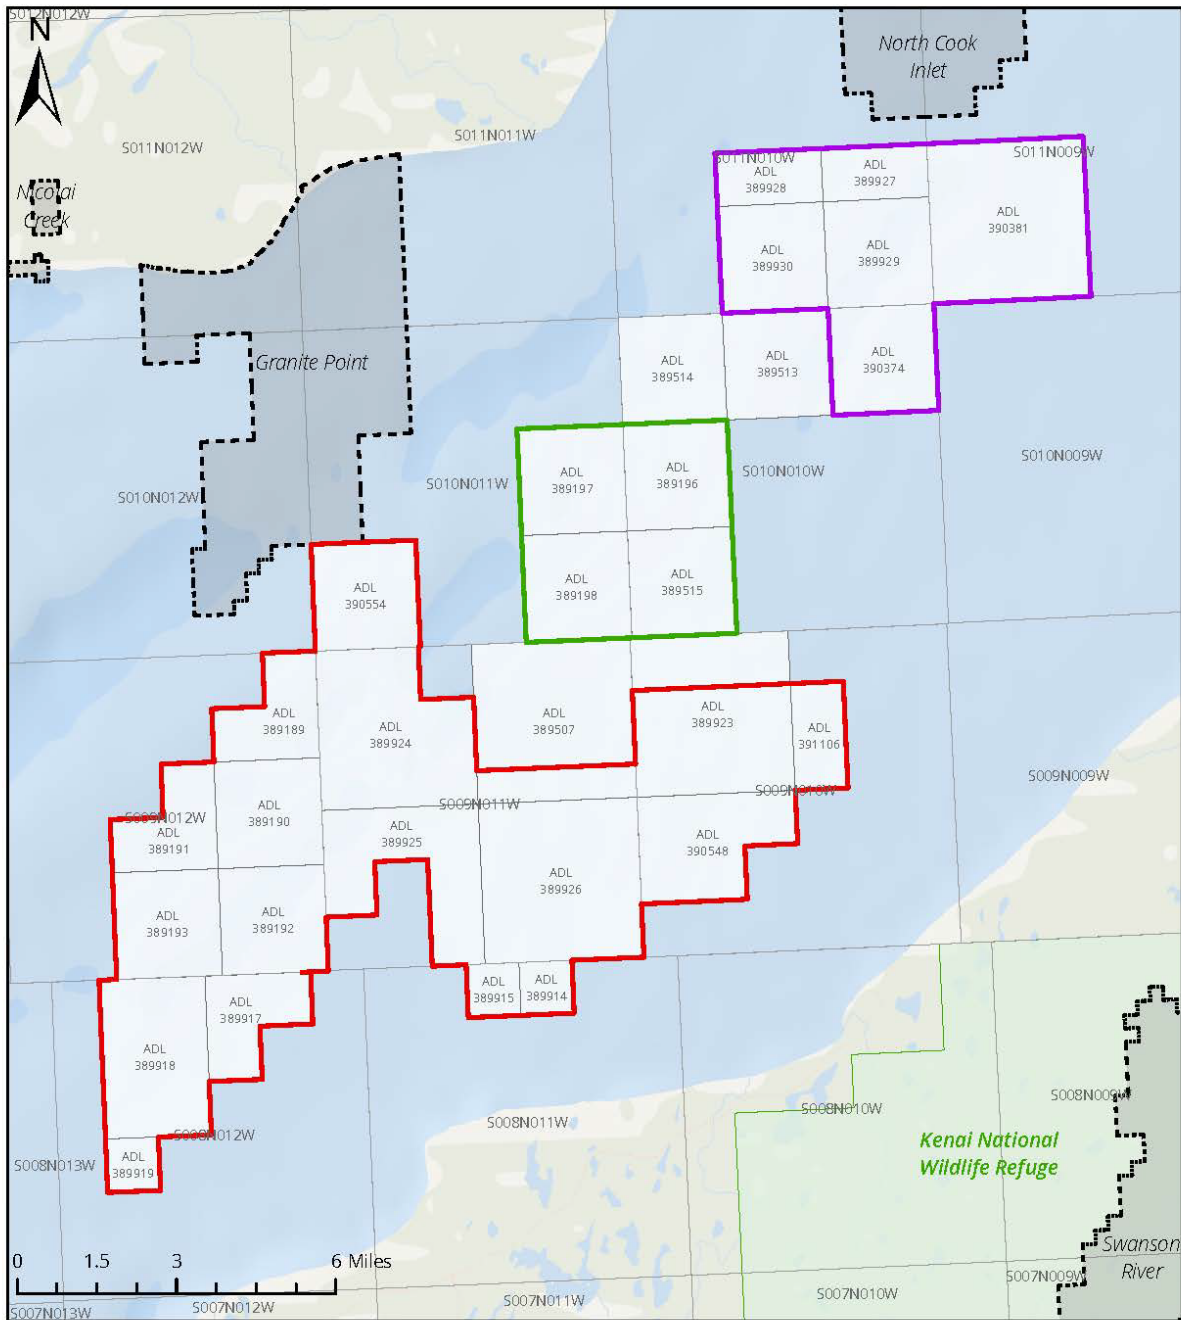 S012N012W
N
North Cook
Inlet
S011N012W
S011N011W
S011N010W
S011N009W
ADL
389928
ADL
389927
Nicolai
Creek
ADL
390381
ADL
389930
ADL
389929
Granite Point
ADL
389514
ADL
389513
ADL
390374
S010N012W
S010N011W
ADL
389197
ADL
389196
S010N010W
S010N009W
ADL
390554
ADL
389198
ADL
389515
ADL
389189
ADL
389924
ADL
389507
ADL
389923
ADL
391106
S009N009W
S009N012W
ADL
389191
ADL
389190
S009N011W
S009N010W
ADL
389925
ADL
390548
ADL
389926
ADL
389193
ADL
389192
ADL
389915
ADL
389914
ADL
389917
ADL
389918
S008N012W
S008N011W
S008N010W
S008N009W
S008N013W
ADL
389919
Kenai National
Wildlife Refuge
Swanson
River
0 1.5 3 6 Miles
S007N013W
S007N012W
S007N011W
S007N010W
S007N009W